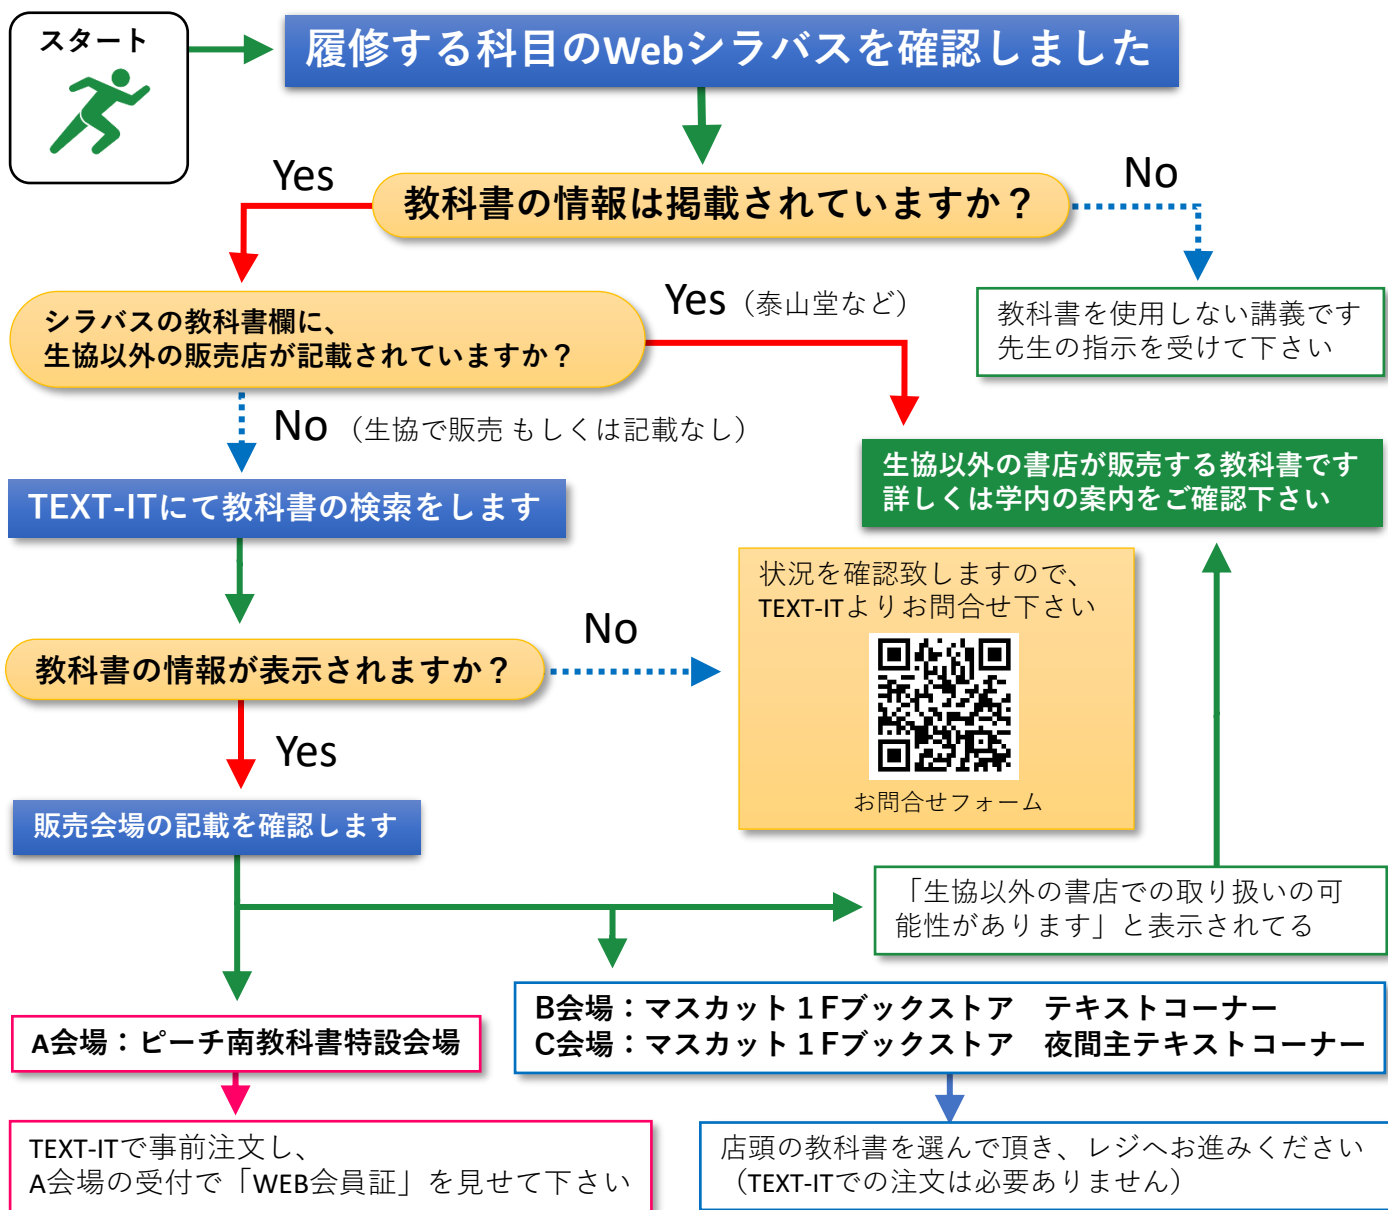 スタート
履修する科目のWebシラバスを確認しました
Yes
教科書の情報は掲載されていますか？
No
シラバスの教科書欄に、
生協以外の販売店が記載されていますか？
Yes（泰山堂など）
教科書を使用しない講義です
先生の指示を受けて下さい
No（生協で販売 もしくは記載なし）
生協以外の書店が販売する教科書です
詳しくは学内の案内をご確認下さい
TEXT-ITにて教科書の検索をします
状況を確認致しますので、
TEXT-ITよりお問合せ下さい
お問合せフォーム
教科書の情報が表示されますか？
No
Yes
販売会場の記載を確認します
「生協以外の書店での取り扱いの可
能性があります」と表示されてる
A会場：ピーチ南教科書特設会場
B会場：マスカット１Fブックストア　テキストコーナー
C会場：マスカット１Fブックストア　夜間主テキストコーナー
TEXT-ITで事前注文し、
A会場の受付で「WEB会員証」を見せて下さい
店頭の教科書を選んで頂き、レジへお進みください
（TEXT-ITでの注文は必要ありません）